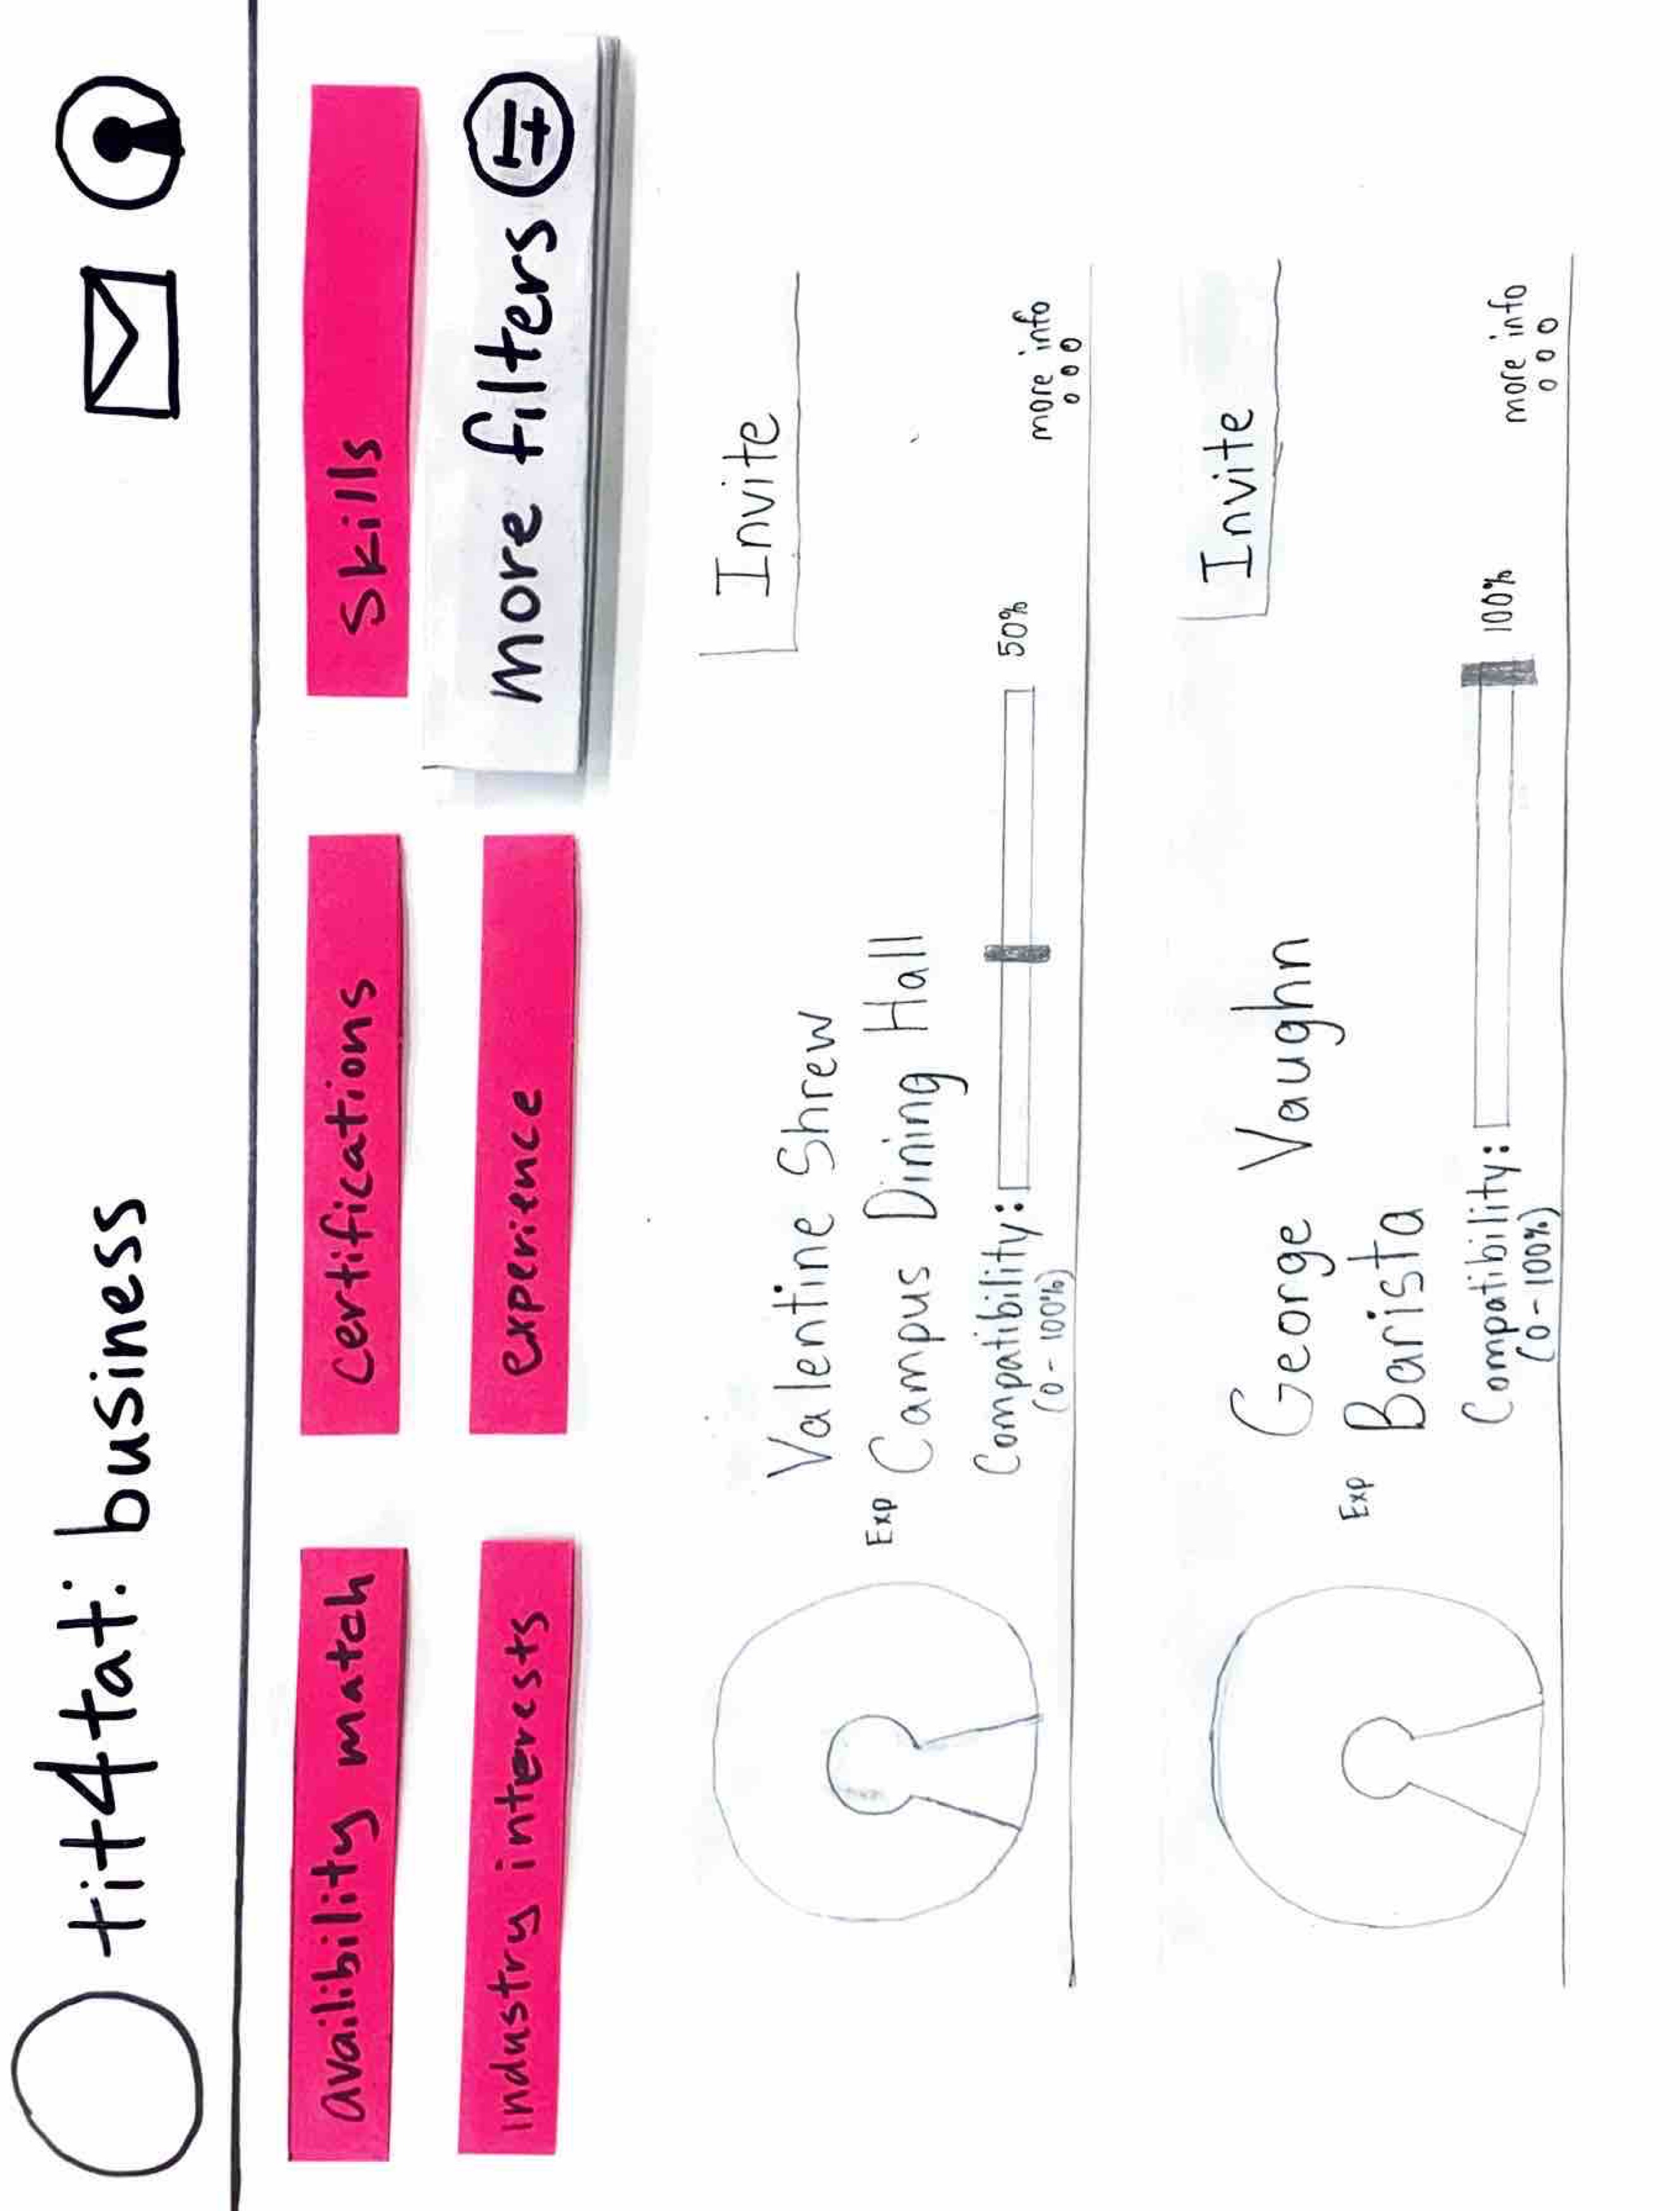 tit4tat: business
availibility match
certifications
skills
industry interests
experience
more filters
Invite
Valentine Shrew
Exp Campus Dining Hall
Compatibility: 50%
(0-100%)
more info
Invite
George Vaughn
Exp Barista
Compatibility: 100%
(0-100%)
more info